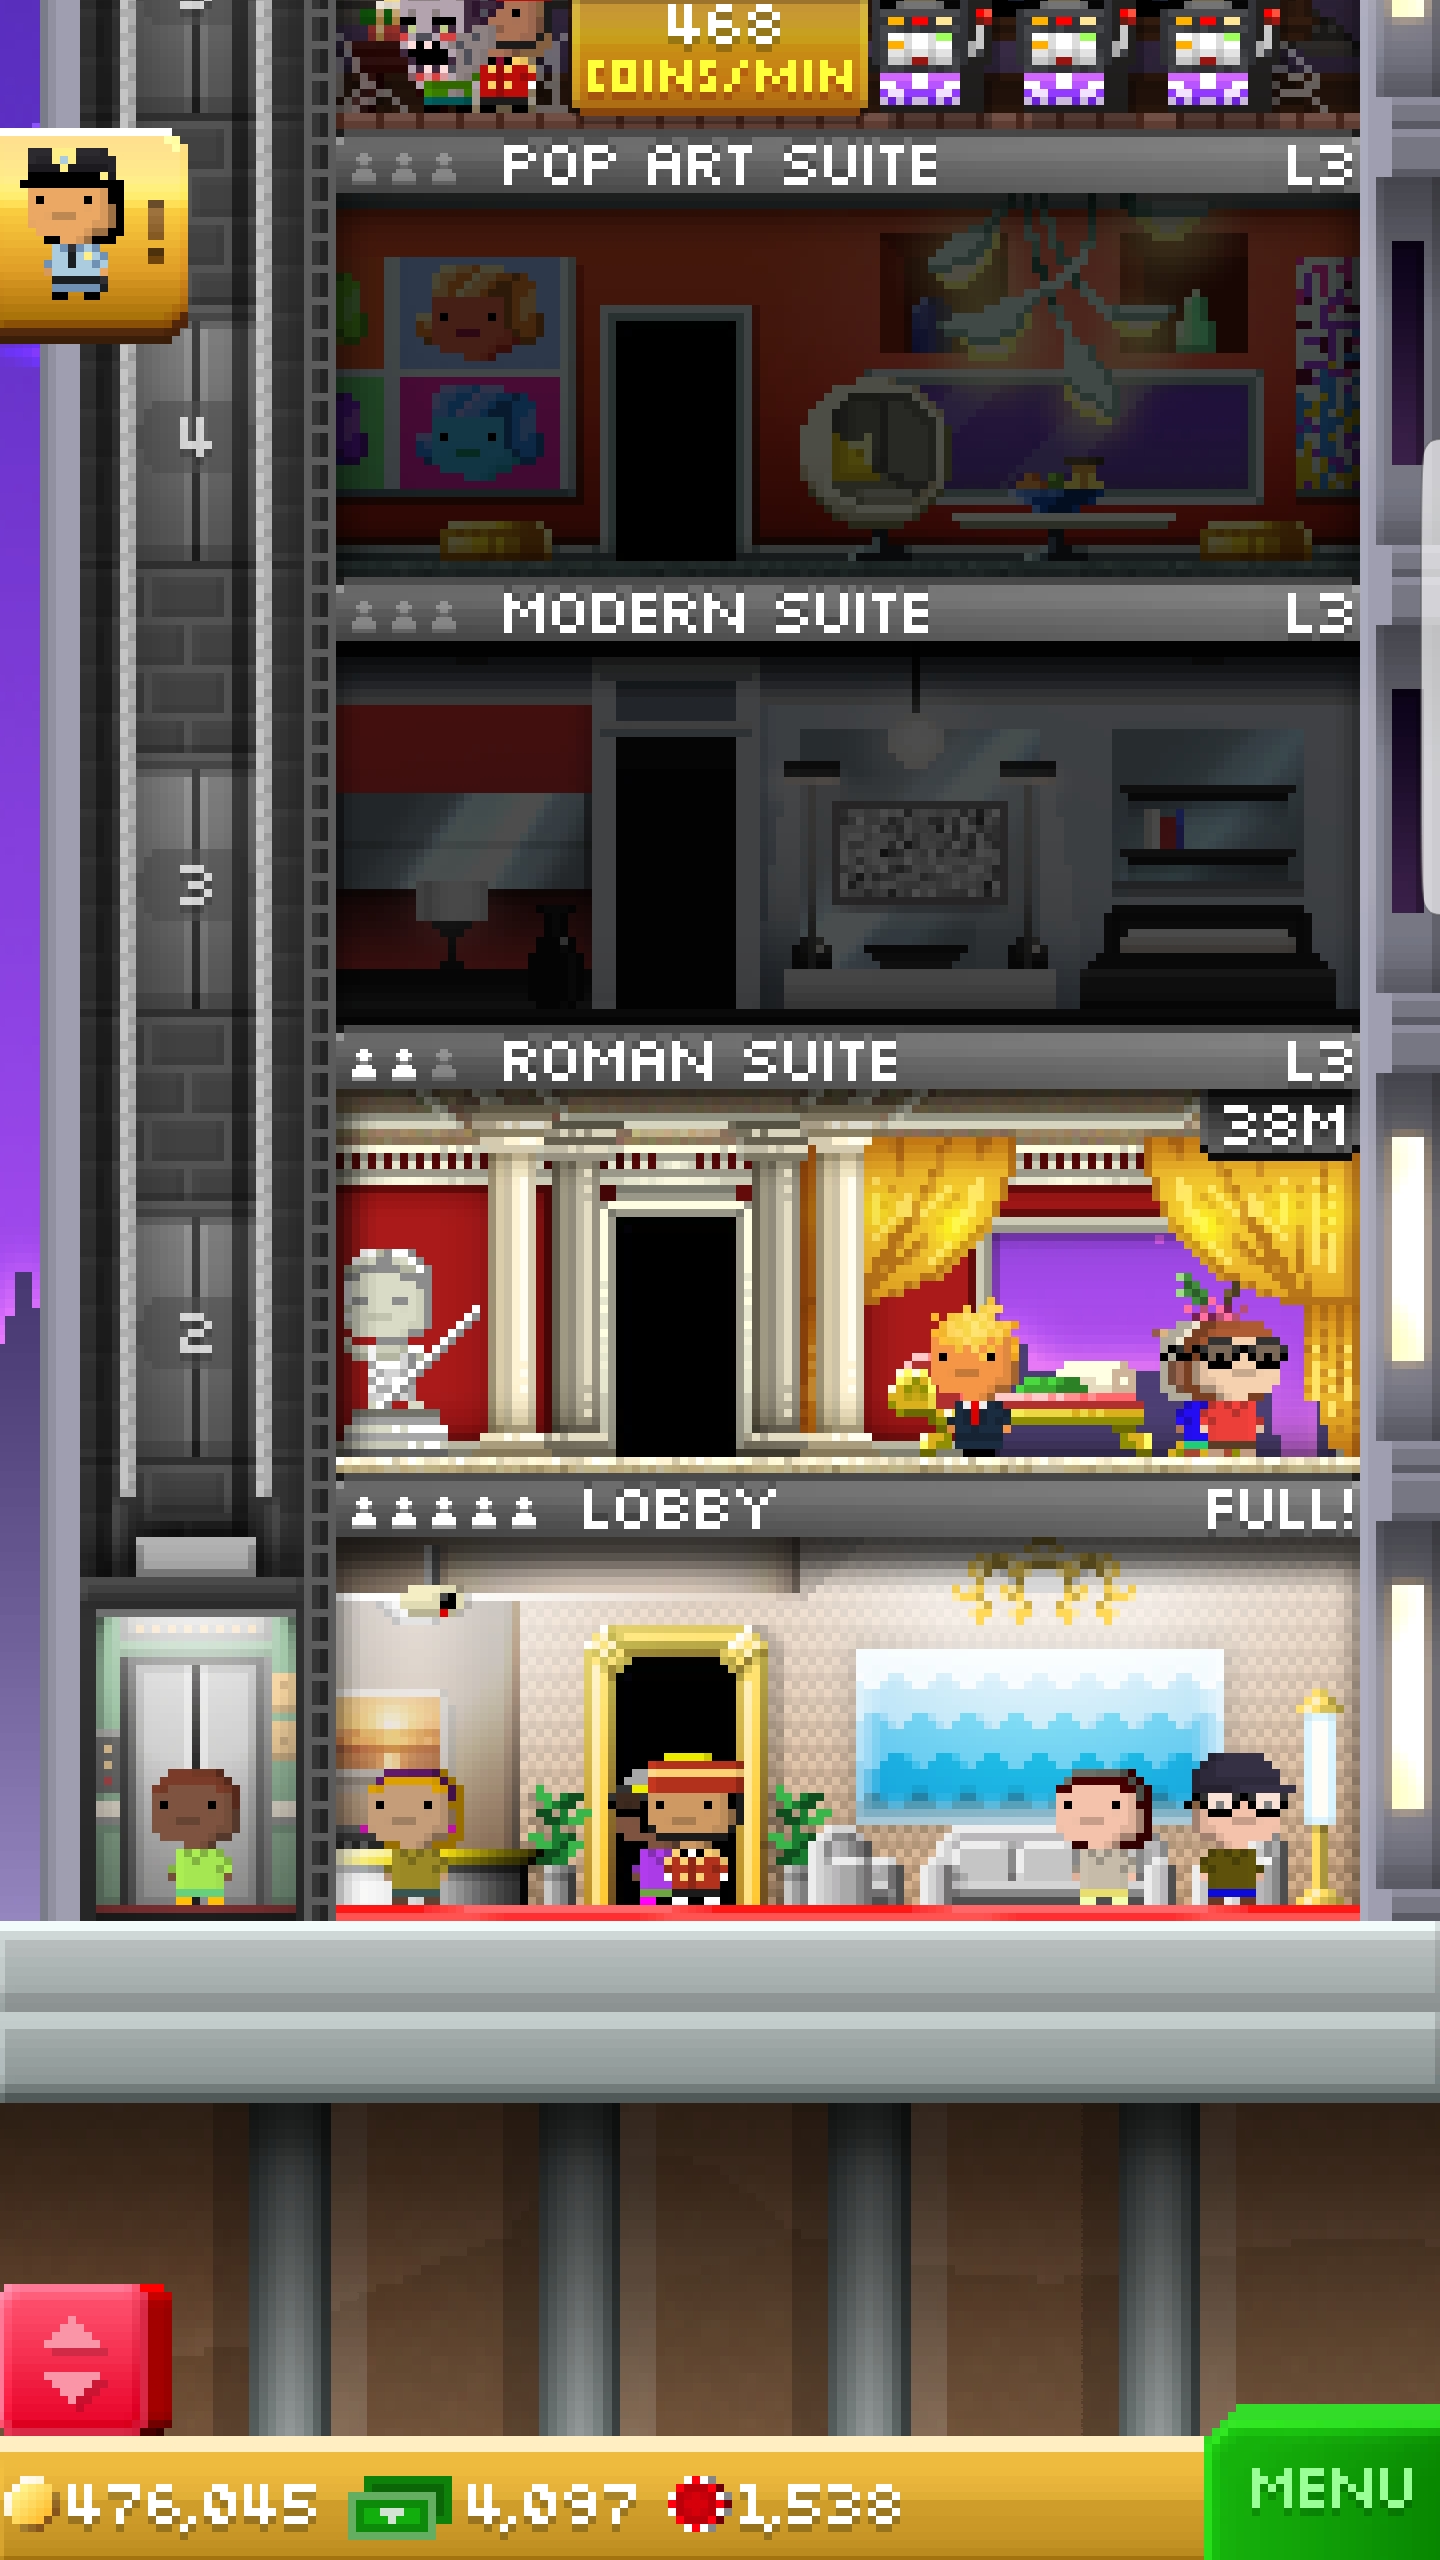 468
COINS/MIN
POP ART SUITE L3
!
4
MODERN SUITE L3
3
ROMAN SUITE L3
38M
2
LOBBY FULL!
476,045 4,097 1,538
MENU